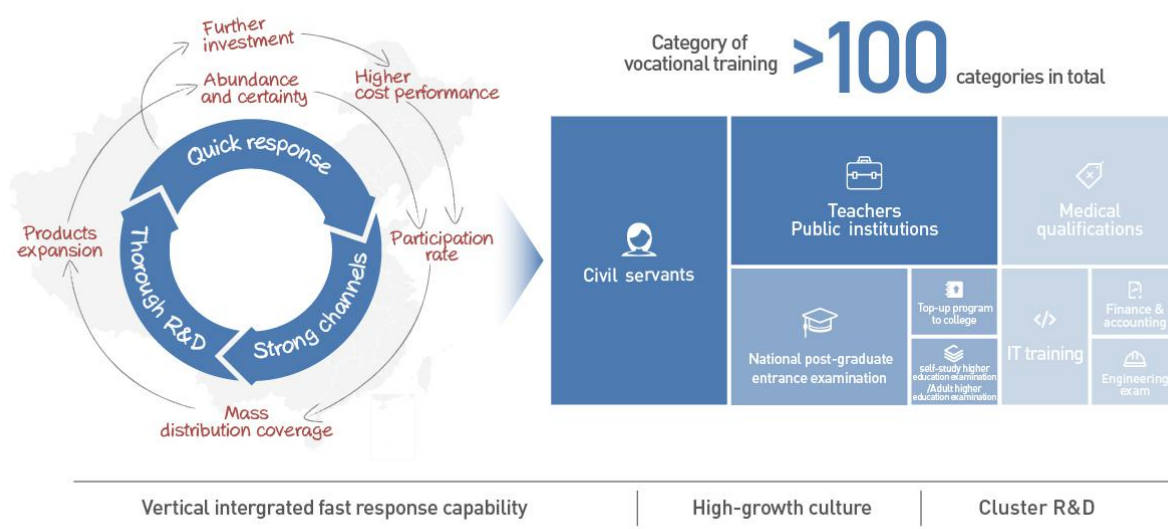 Further
investment
Abundance
and certainty
Higher
cost performance
Quick response
Products
expansion
Thorough R&D
Strong channels
Participation
rate
Mass
distribution coverage
Category of
vocational training
>100
categories in total
Civil servants
Teachers
Public institutions
Medical
qualifications
National post-graduate
entrance examination
Top-up program
to college
self-study higher
education examination
/Adult higher
education examination
IT training
Finance &
accounting
Engineering
exam
Vertical intergrated fast response capability
High-growth culture
Cluster R&D